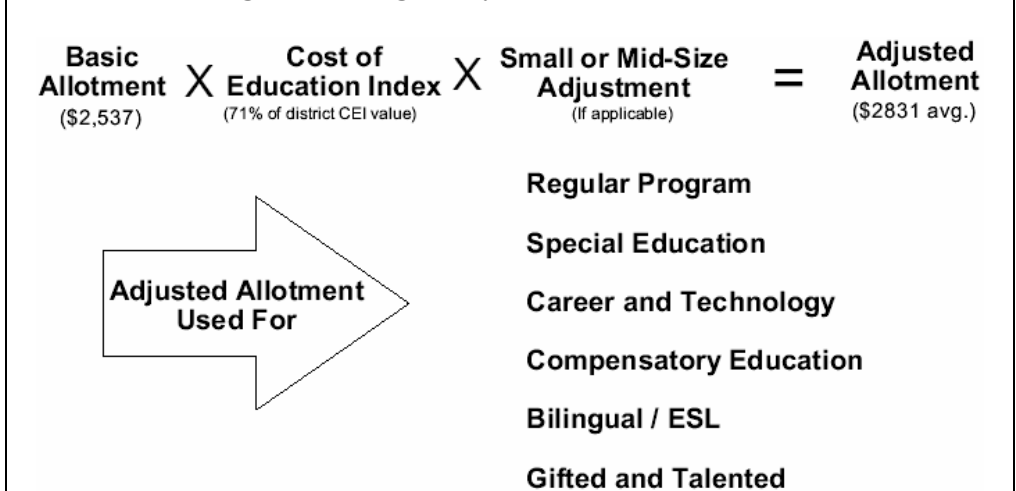 Basic Allotment ($2,537) X Cost of Education Index (71% of district CEI value) X Small or Mid-Size Adjustment (If applicable) = Adjusted Allotment ($2831 avg.)
Adjusted Allotment
Used For
Regular Program
Special Education
Career and Technology
Compensatory Education
Bilingual / ESL
Gifted and Talented